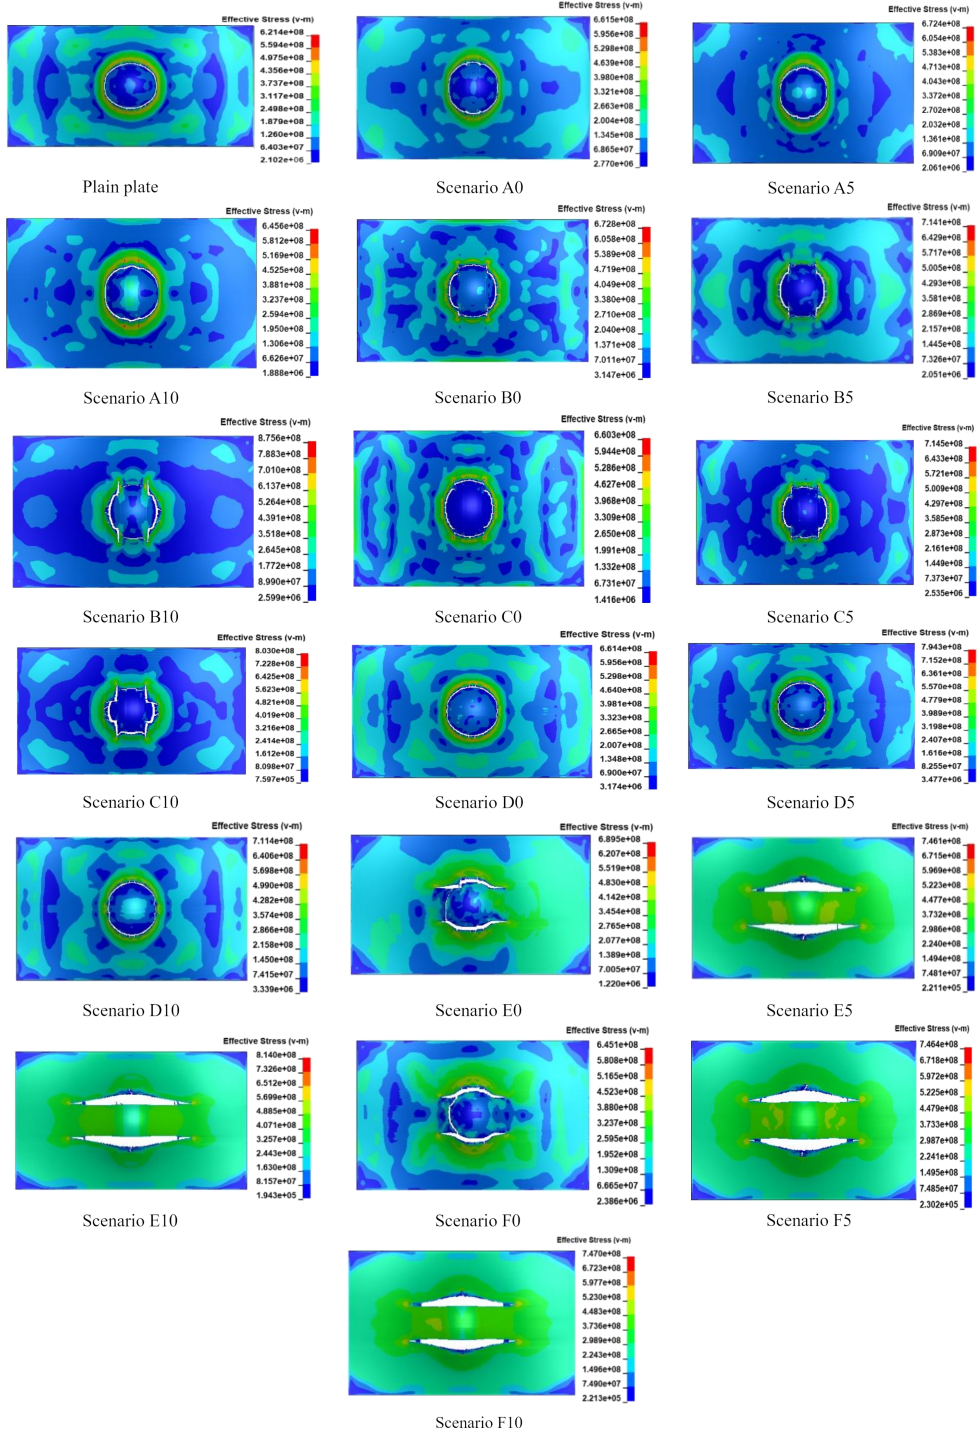 Effective Stress (v-m)
6.214e+08
5.594e+08
4.975e+08
4.356e+08
3.737e+08
3.117e+08
2.498e+08
1.879e+08
1.260e+08
6.403e+07
2.102e+06
Plain plate
Effective Stress (v-m)
6.615e+08
5.956e+08
5.298e+08
4.639e+08
3.980e+08
3.321e+08
2.663e+08
2.004e+08
1.345e+08
6.865e+07
2.770e+06
Scenario A0
Effective Stress (v-m)
6.724e+08
6.054e+08
5.383e+08
4.713e+08
4.043e+08
3.372e+08
2.702e+08
2.032e+08
1.361e+08
6.909e+07
2.061e+06
Scenario A5
Effective Stress (v-m)
6.456e+08
5.812e+08
5.169e+08
4.525e+08
3.881e+08
3.237e+08
2.594e+08
1.950e+08
1.306e+08
6.626e+07
1.888e+06
Scenario A10
Effective Stress (v-m)
6.728e+08
6.058e+08
5.389e+08
4.719e+08
4.049e+08
3.380e+08
2.710e+08
2.040e+08
1.371e+08
7.011e+07
3.147e+06
Scenario B0
Effective Stress (v-m)
7.141e+08
6.429e+08
5.717e+08
5.005e+08
4.293e+08
3.581e+08
2.869e+08
2.157e+08
1.445e+08
7.326e+07
2.051e+06
Scenario B5
Effective Stress (v-m)
8.756e+08
7.883e+08
7.010e+08
6.137e+08
5.264e+08
4.391e+08
3.518e+08
2.645e+08
1.772e+08
8.990e+07
2.599e+06
Scenario B10
Effective Stress (v-m)
6.603e+08
5.944e+08
5.286e+08
4.627e+08
3.968e+08
3.309e+08
2.650e+08
1.991e+08
1.332e+08
6.731e+07
1.416e+06
Scenario C0
Effective Stress (v-m)
7.145e+08
6.433e+08
5.721e+08
5.009e+08
4.297e+08
3.585e+08
2.873e+08
2.161e+08
1.449e+08
7.373e+07
2.535e+06
Scenario C5
Effective Stress (v-m)
8.030e+08
7.228e+08
6.425e+08
5.623e+08
4.821e+08
4.019e+08
3.216e+08
2.414e+08
1.612e+08
8.098e+07
7.597e+05
Scenario C10
Effective Stress (v-m)
6.614e+08
5.956e+08
5.298e+08
4.640e+08
3.981e+08
3.323e+08
2.665e+08
2.007e+08
1.348e+08
6.900e+07
3.174e+06
Scenario D0
Effective Stress (v-m)
7.943e+08
7.152e+08
6.361e+08
5.570e+08
4.779e+08
3.989e+08
3.198e+08
2.407e+08
1.616e+08
8.255e+07
3.477e+06
Scenario D5
Effective Stress (v-m)
7.114e+08
6.406e+08
5.698e+08
4.990e+08
4.282e+08
3.574e+08
2.866e+08
2.158e+08
1.450e+08
7.415e+07
3.339e+06
Scenario D10
Effective Stress (v-m)
6.895e+08
6.207e+08
5.519e+08
4.830e+08
4.142e+08
3.454e+08
2.765e+08
2.077e+08
1.389e+08
7.005e+07
1.220e+06
Scenario E0
Effective Stress (v-m)
7.461e+08
6.715e+08
5.969e+08
5.223e+08
4.477e+08
3.732e+08
2.986e+08
2.240e+08
1.494e+08
7.481e+07
2.211e+05
Scenario E5
Effective Stress (v-m)
8.140e+08
7.326e+08
6.512e+08
5.699e+08
4.885e+08
4.071e+08
3.257e+08
2.443e+08
1.630e+08
8.157e+07
1.943e+05
Scenario E10
Effective Stress (v-m)
6.451e+08
5.808e+08
5.165e+08
4.523e+08
3.880e+08
3.237e+08
2.595e+08
1.952e+08
1.309e+08
6.665e+07
2.386e+06
Scenario F0
Effective Stress (v-m)
7.464e+08
6.718e+08
5.972e+08
5.225e+08
4.479e+08
3.733e+08
2.987e+08
2.241e+08
1.495e+08
7.485e+07
2.302e+05
Scenario F5
Effective Stress (v-m)
7.470e+08
6.723e+08
5.977e+08
5.230e+08
4.483e+08
3.736e+08
2.989e+08
2.243e+08
1.496e+08
7.490e+07
2.213e+05
Scenario F10